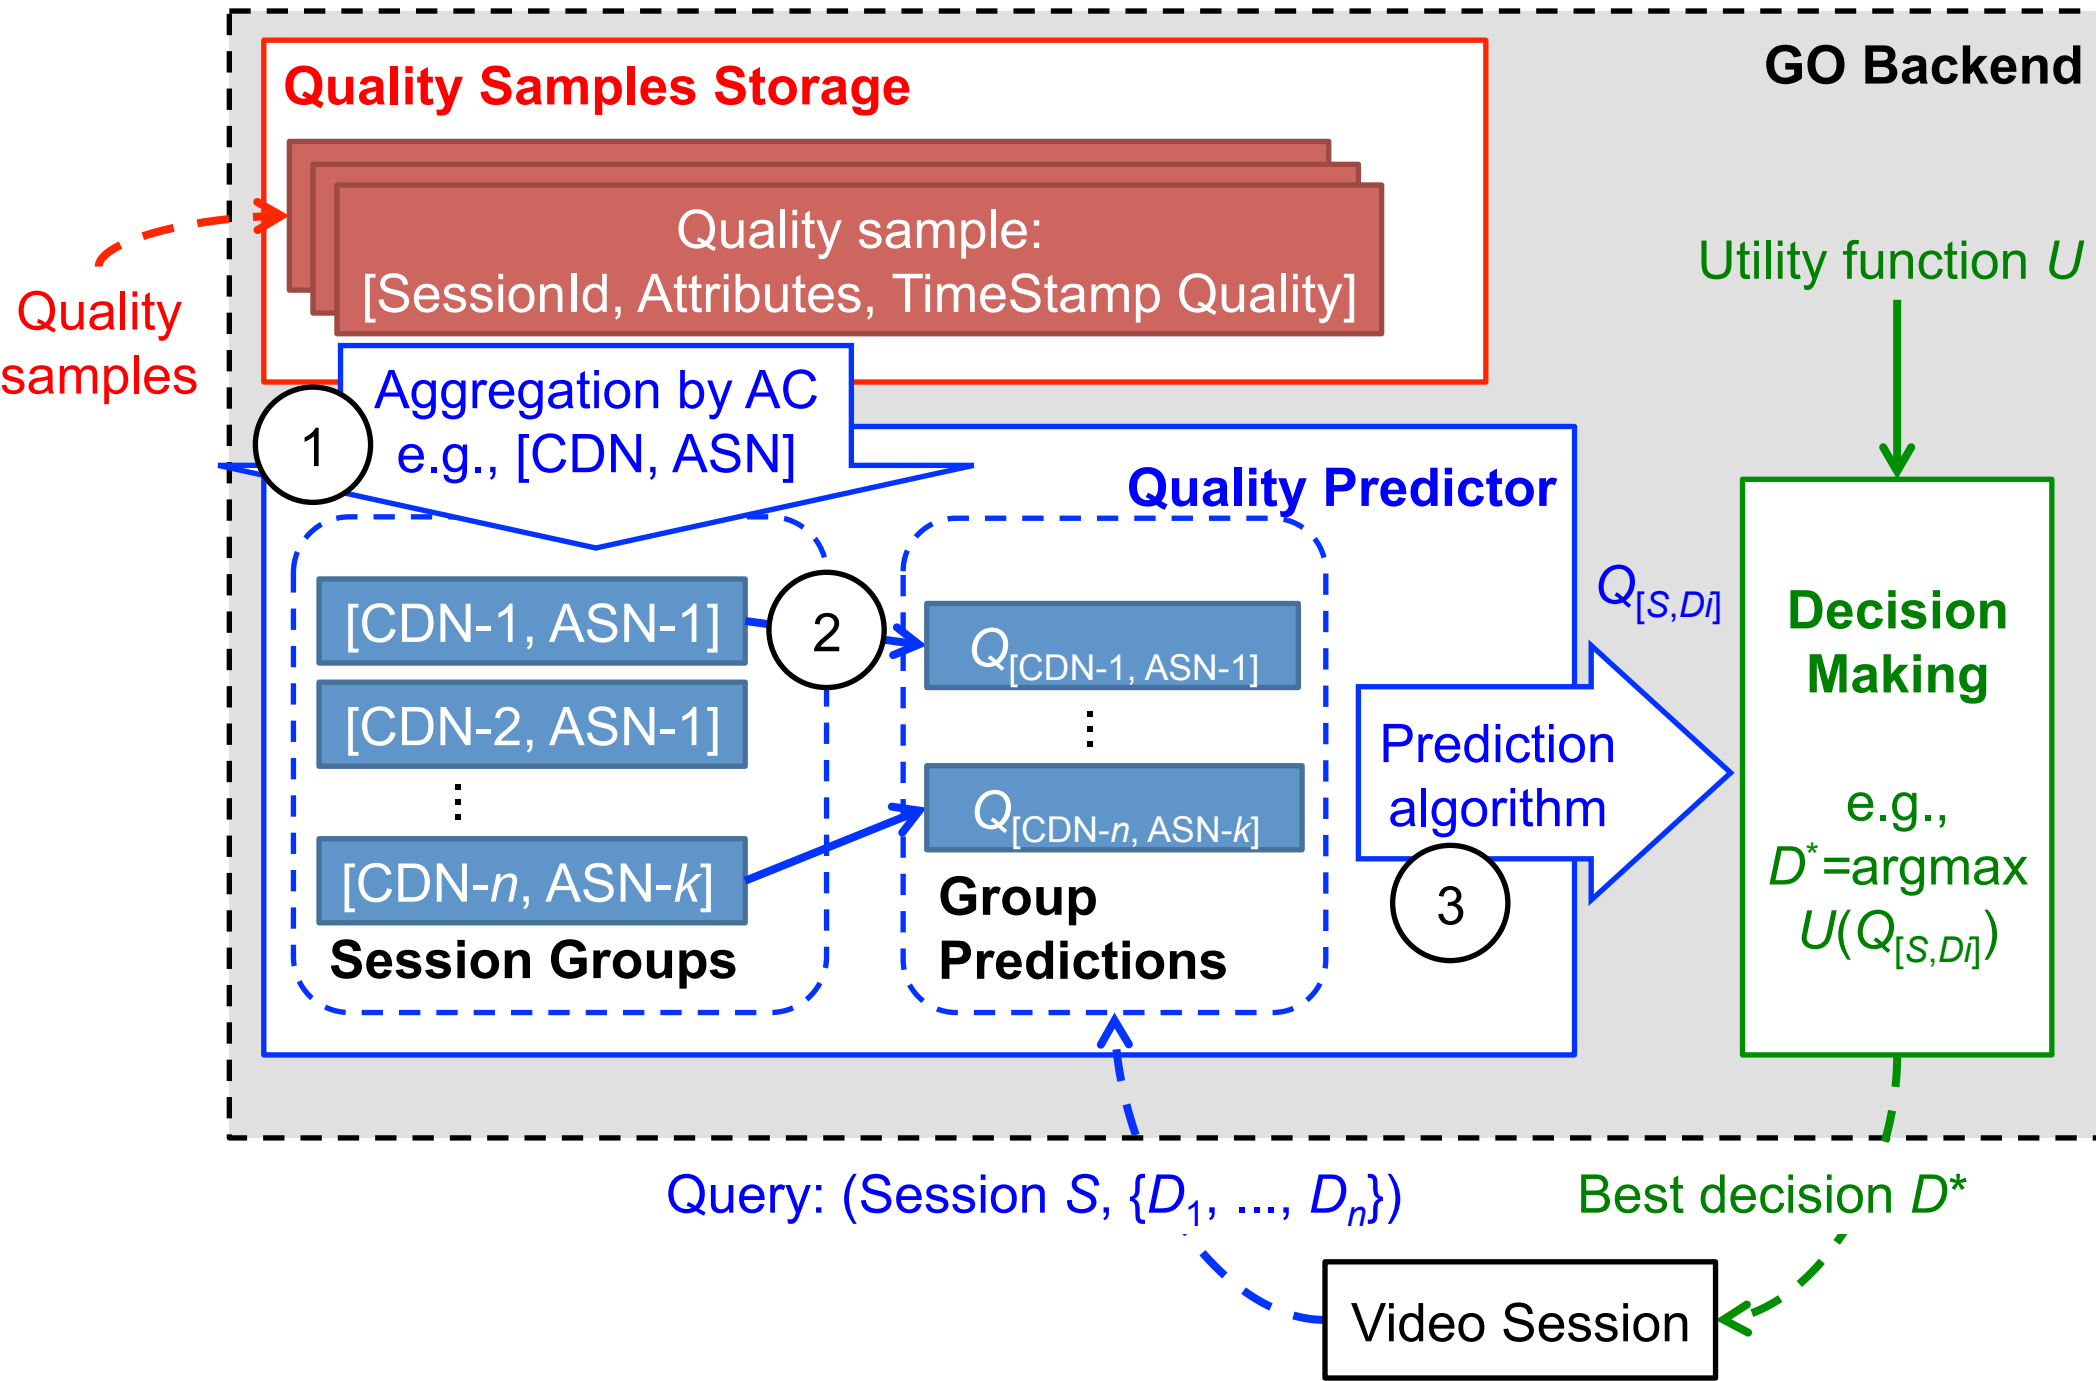 GO Backend
Quality Samples Storage
Quality sample:
[SessionId, Attributes, TimeStamp Quality]
Quality
samples
Utility function U
Aggregation by AC
e.g., [CDN, ASN]
1
Quality Predictor
[CDN-1, ASN-1]
[CDN-2, ASN-1]
⋮
[CDN-n, ASN-k]
Session Groups
2
Q[CDN-1, ASN-1]
⋮
Q[CDN-n, ASN-k]
Group
Predictions
Prediction
algorithm
3
Q[S,Di]
Decision
Making
e.g.,
D*=argmax
U(Q[S,Di])
Query: (Session S, {D1, ..., Dn})
Best decision D*
Video Session